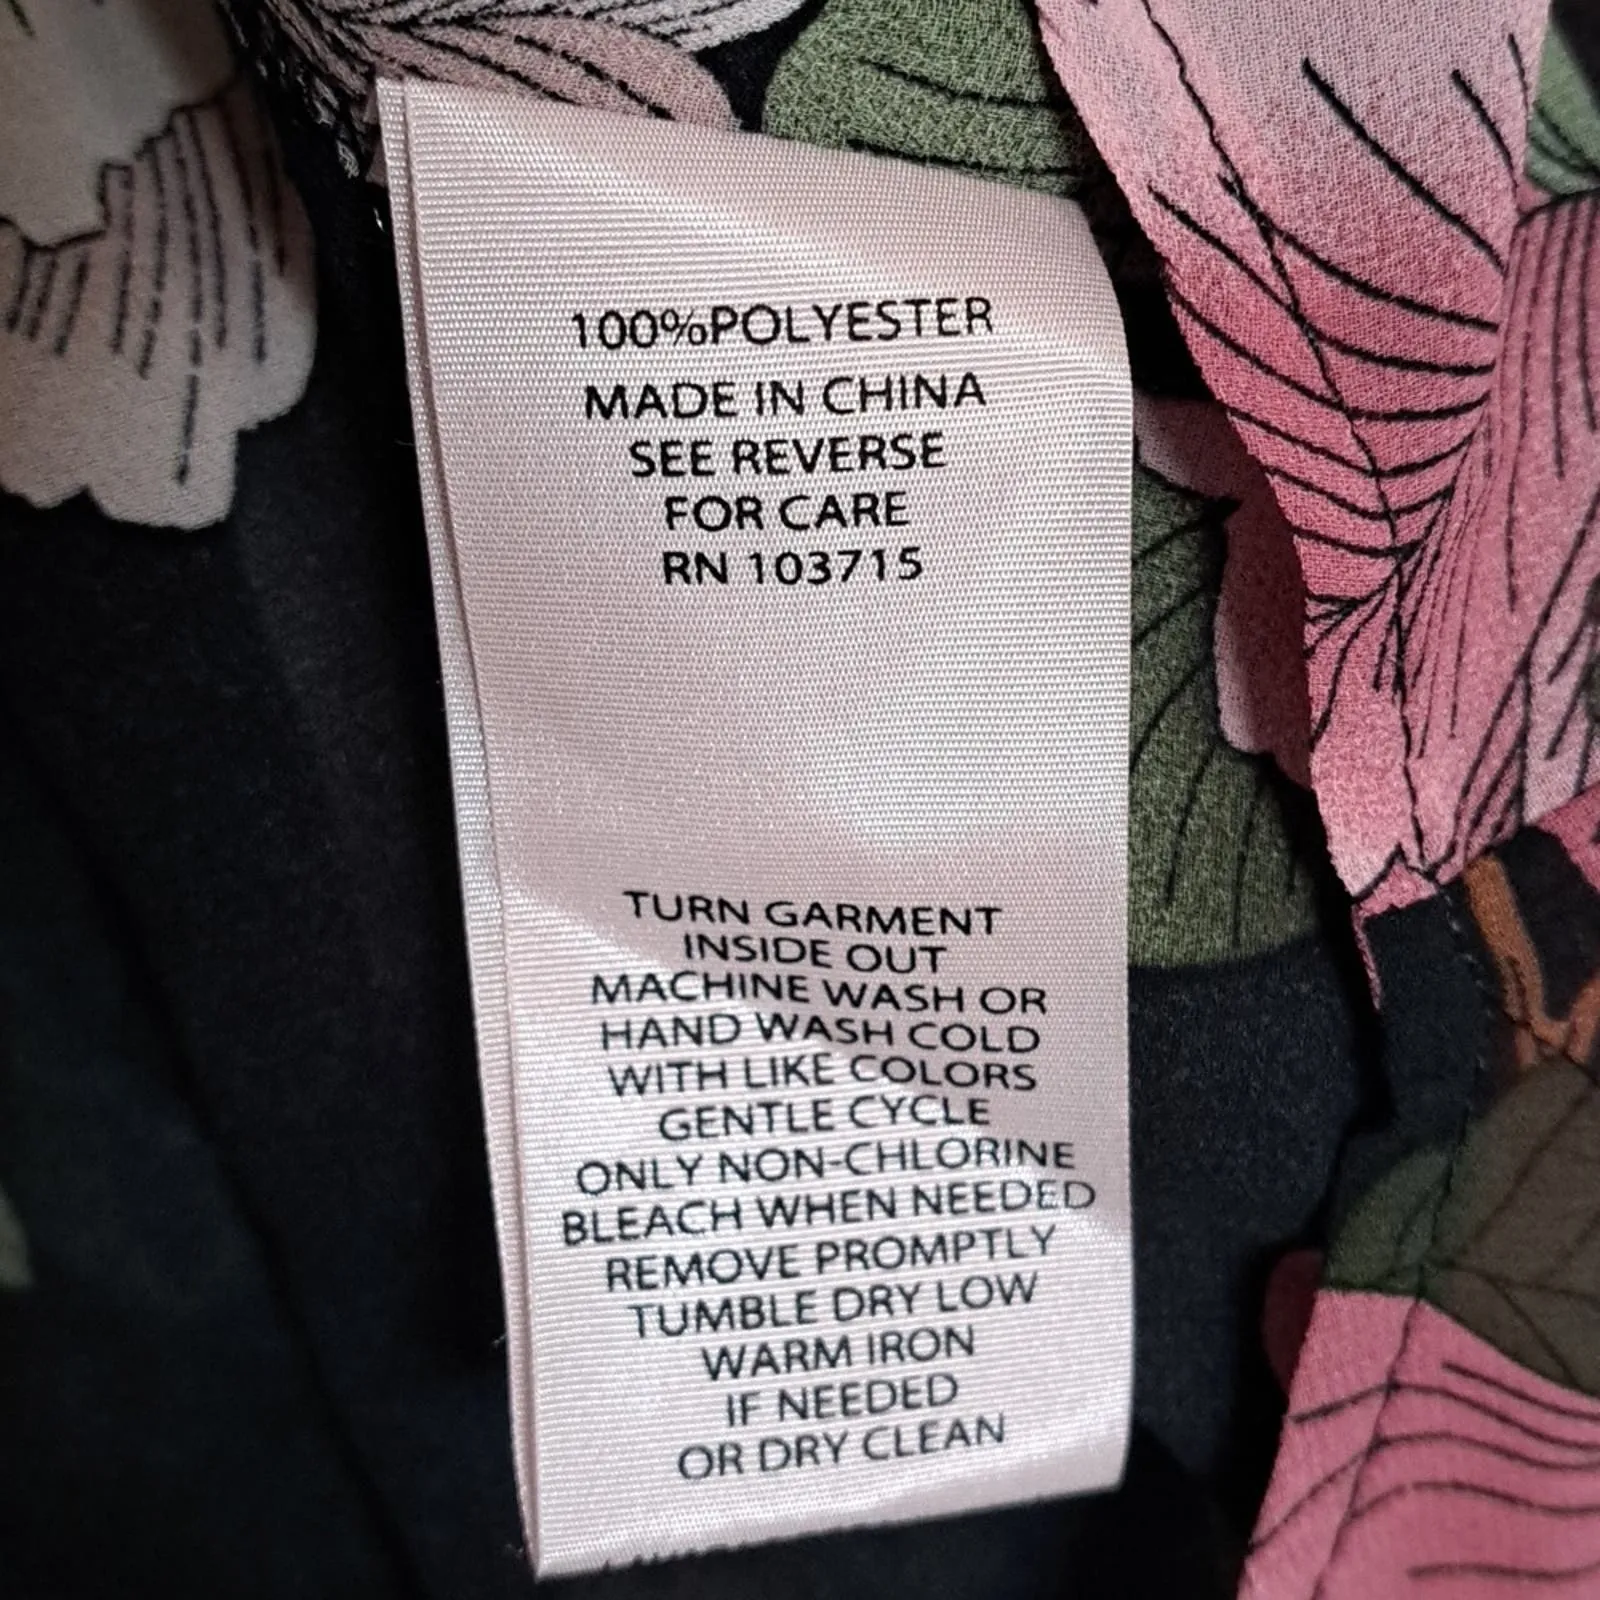 100%POLYESTER
MADE IN CHINA
SEE REVERSE
FOR CARE
RN 103715
TURN GARMENT
INSIDE OUT
MACHINE WASH OR
HAND WASH COLD
WITH LIKE COLORS
GENTLE CYCLE
ONLY NON-CHLORINE
BLEACH WHEN NEEDED
REMOVE PROMPTLY
TUMBLE DRY LOW
WARM IRON
IF NEEDED
OR DRY CLEAN